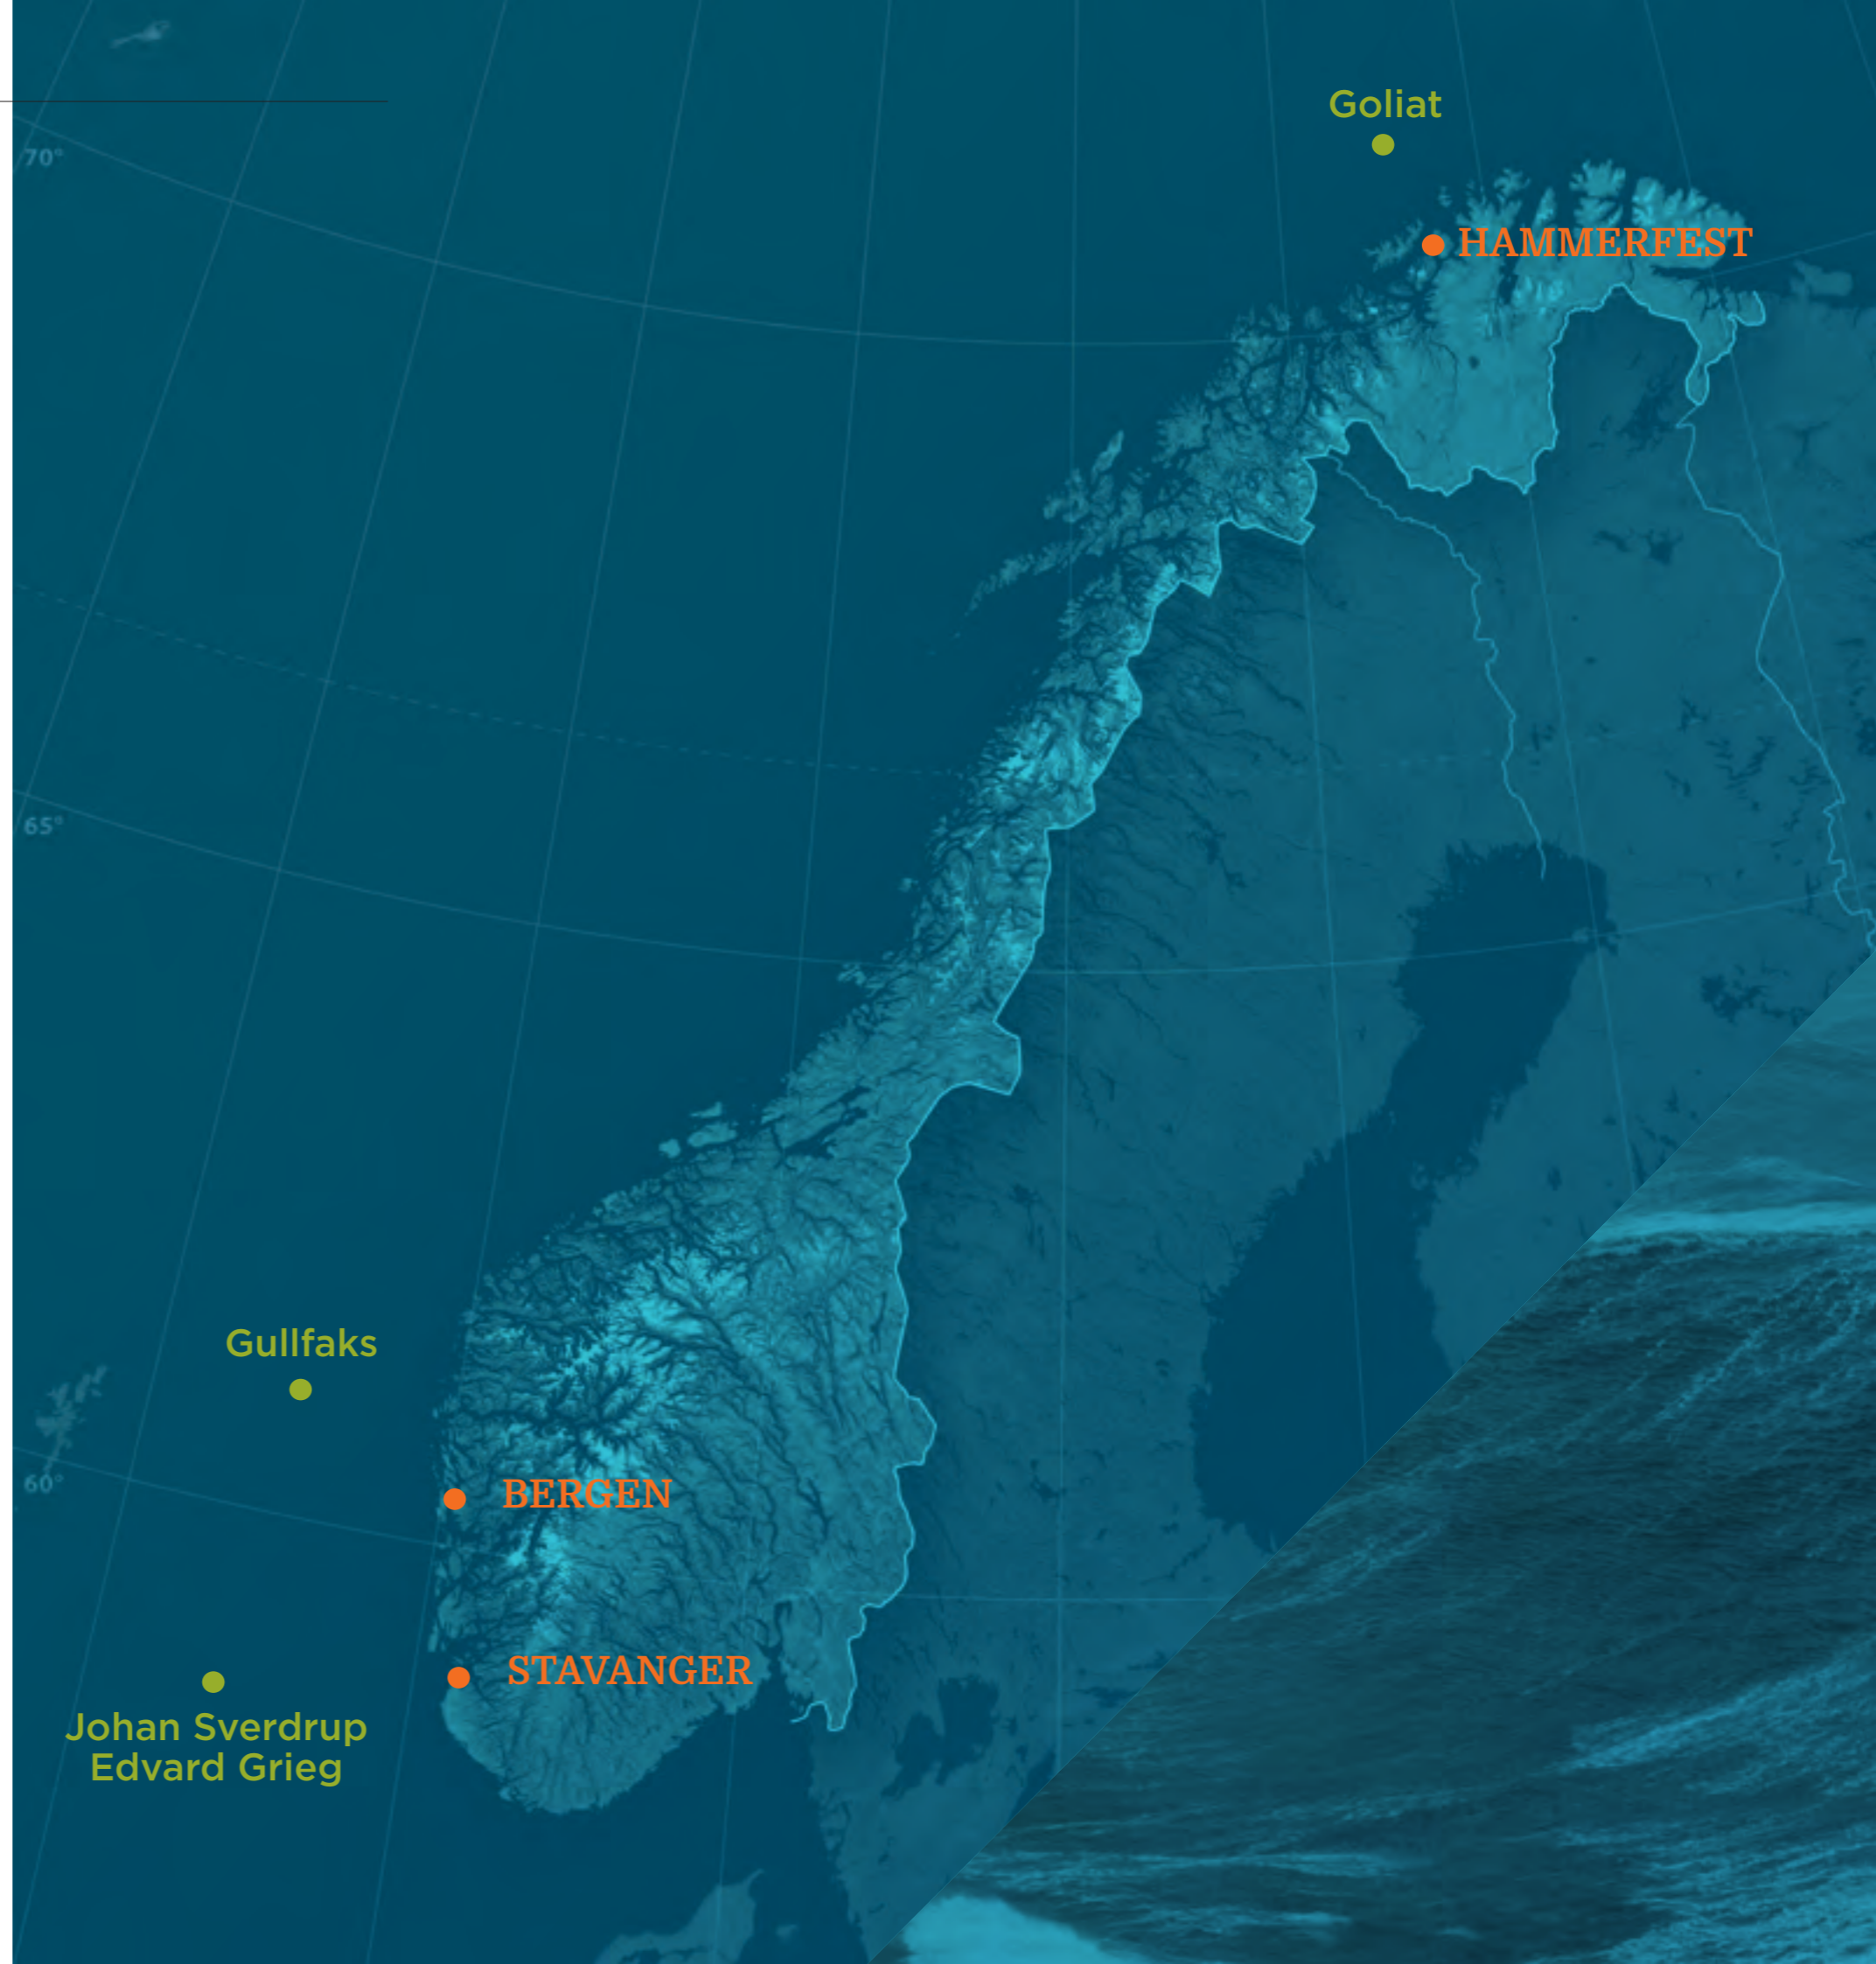 Goliat
70°
HAMMERFEST
65°
Gullfaks
60°
BERGEN
STAVANGER
Johan Sverdrup
Edvard Grieg